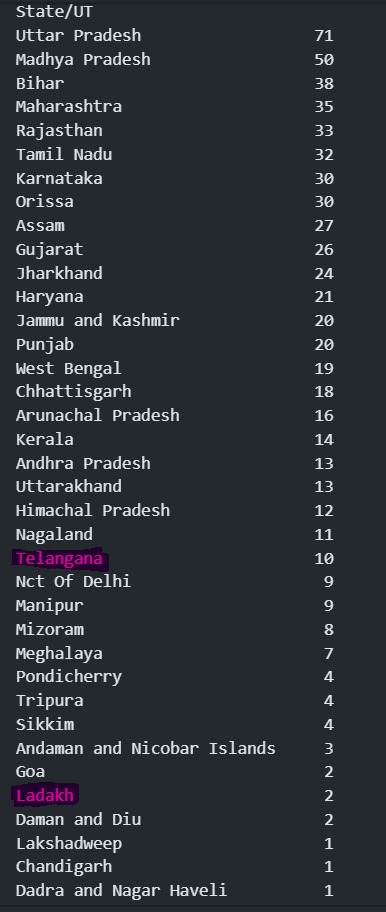 State/UT
Uttar Pradesh 71
Madhya Pradesh 50
Bihar 38
Maharashtra 35
Rajasthan 33
Tamil Nadu 32
Karnataka 30
Orissa 30
Assam 27
Gujarat 26
Jharkhand 24
Haryana 21
Jammu and Kashmir 20
Punjab 20
West Bengal 19
Chhattisgarh 18
Arunachal Pradesh 16
Kerala 14
Andhra Pradesh 13
Uttarakhand 13
Himachal Pradesh 12
Nagaland 11
Telangana 10
Nct Of Delhi 9
Manipur 9
Mizoram 8
Meghalaya 7
Pondicherry 4
Tripura 4
Sikkim 4
Andaman and Nicobar Islands 3
Goa 2
Ladakh 2
Daman and Diu 2
Lakshadweep 1
Chandigarh 1
Dadra and Nagar Haveli 1